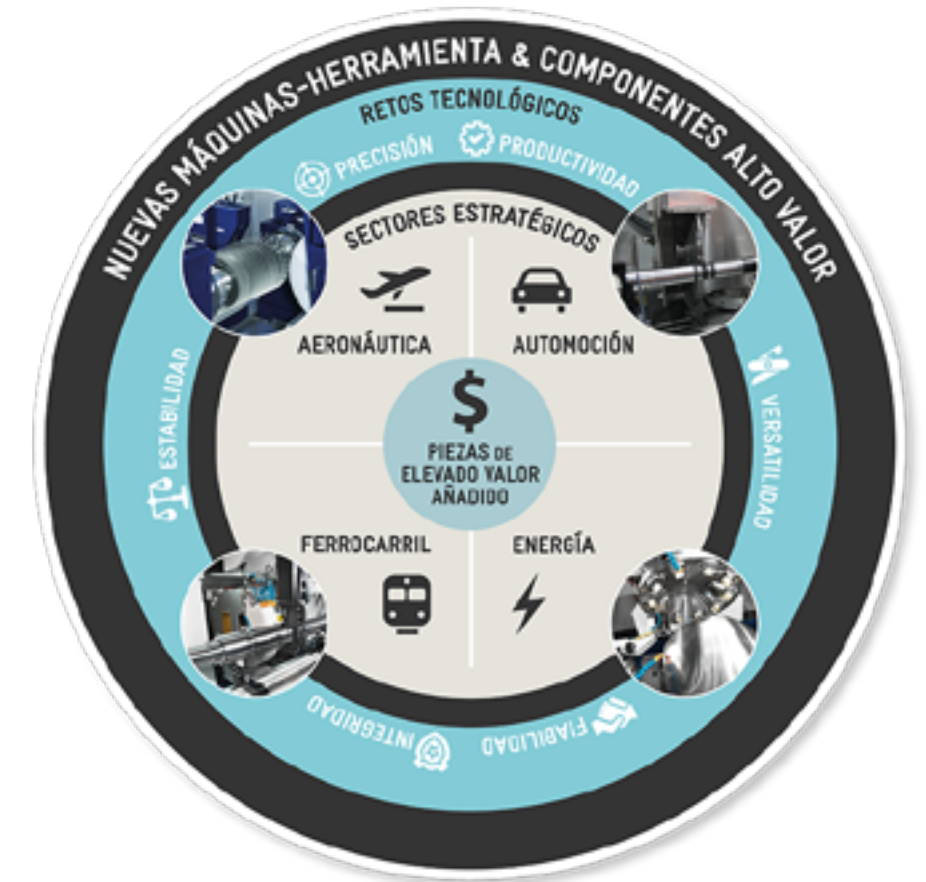 NUEVAS MÁQUINAS-HERRAMIENTA & COMPONENTES ALTO VALOR
RETOS TECNOLÓGICOS
PRECISIÓN
PRODUCTIVIDAD
SECTORES ESTRATÉGICOS
AERONÁUTICA
AUTOMOCIÓN
ESTABILIDAD
VERSATILIDAD
$
PIEZAS DE
ELEVADO VALOR
AÑADIDO
FERROCARRIL
ENERGÍA
INTEGRIDAD
FIABILIDAD